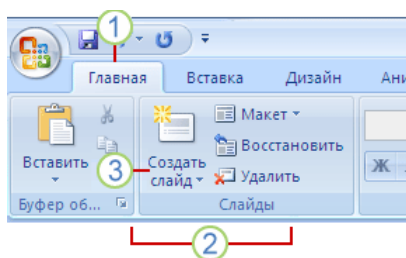 1
Главная Вставка Дизайн Ани
Вставить
3
Создать слайд
Макет
Восстановить
Удалить
Ж
Буфер об... Слайды
2